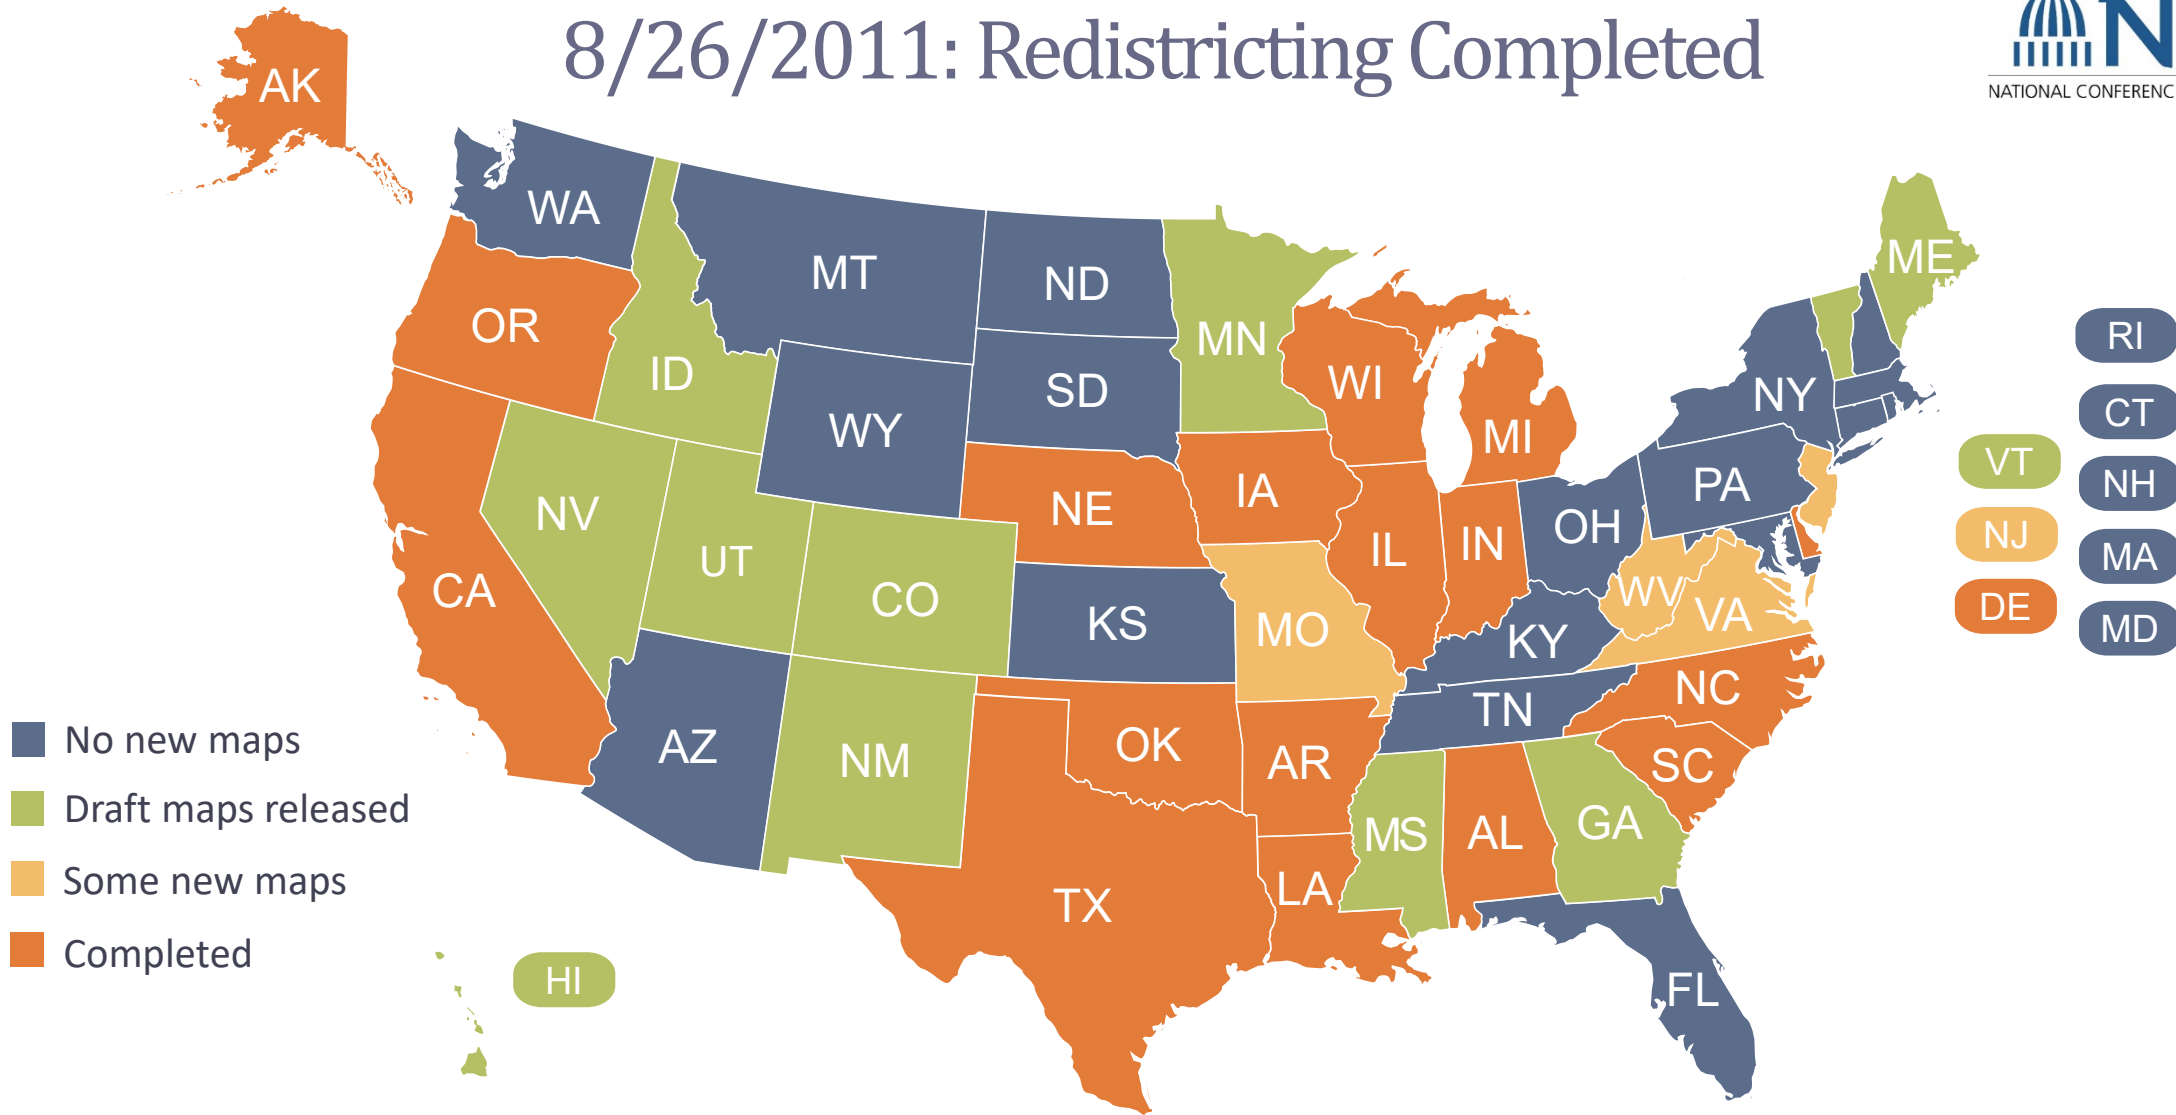 8/26/2011: Redistricting Completed
N
NATIONAL CONFERENC
AK
WA
MT
ND
MN
ME
OR
ID
SD
WI
NY
RI
WY
MI
CT
NV
NE
IA
PA
VT
NH
UT
CO
IL
IN
OH
NJ
MA
CA
KS
MO
WV
VA
DE
MD
KY
NC
AZ
NM
OK
AR
TN
SC
No new maps
Draft maps released
MS
AL
GA
Some new maps
TX
LA
Completed
HI
FL